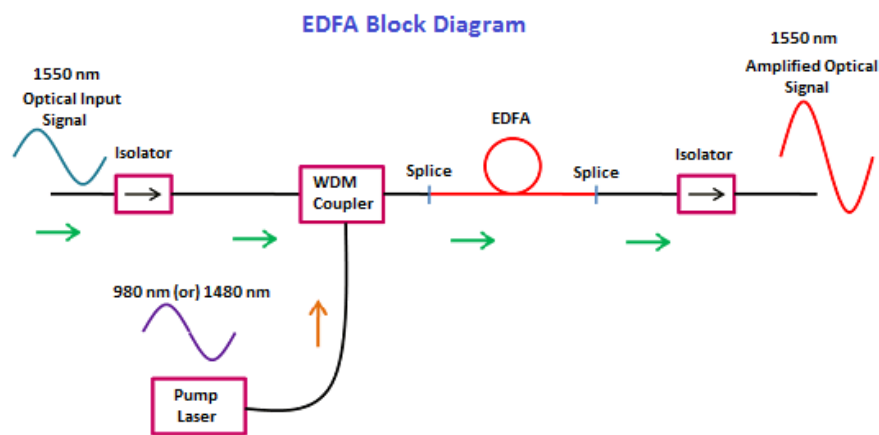 EDFA Block Diagram
1550 nm
Optical Input
Signal
Isolator
WDM
Coupler
Splice
EDFA
Splice
Isolator
1550 nm
Amplified Optical
Signal
980 nm (or) 1480 nm
Pump
Laser